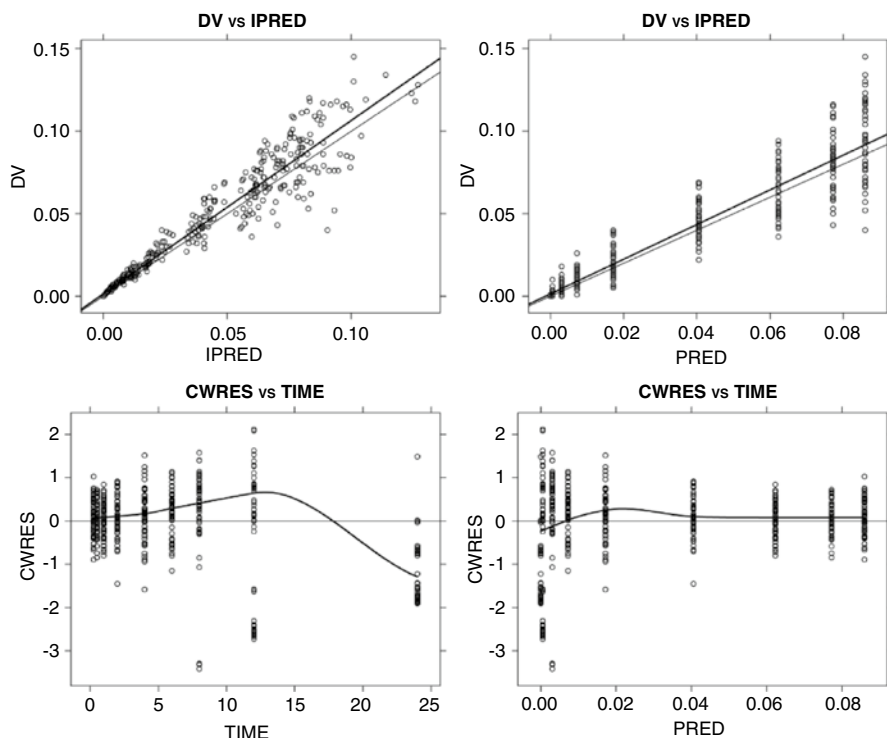 DV vs IPRED
DV
0.15
0.10
0.05
0.00
0.00 0.05 0.10
IPRED
DV vs IPRED
DV
0.15
0.10
0.05
0.00
0.00 0.02 0.04 0.06 0.08
PRED
CWRES vs TIME
CWRES
2
1
0
-1
-2
-3
0 5 10 15 20 25
TIME
CWRES vs TIME
CWRES
2
1
0
-1
-2
-3
0.00 0.02 0.04 0.06 0.08
PRED